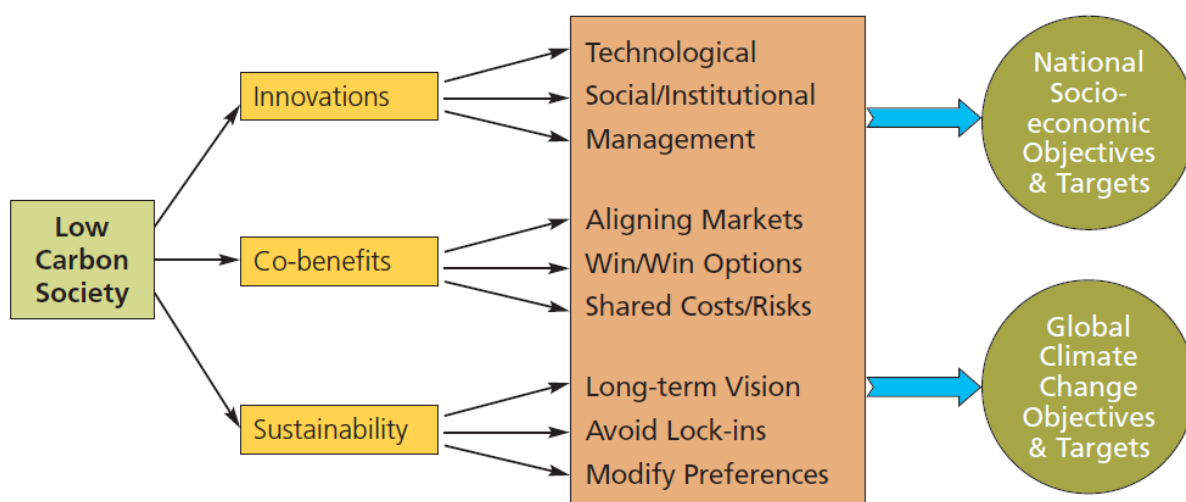 Low
Carbon
Society
Innovations
Co-benefits
Sustainability
Technological
Social/Institutional
Management
Aligning Markets
Win/Win Options
Shared Costs/Risks
Long-term Vision
Avoid Lock-ins
Modify Preferences
National
Socio-
economic
Objectives
& Targets
Global
Climate
Change
Objectives
& Targets